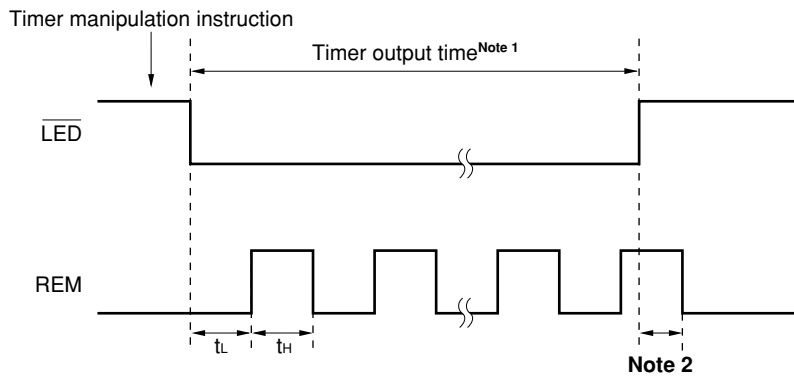 Timer manipulation instruction
Timer output time Note 1
LED
REM
tL
tH
Note 2